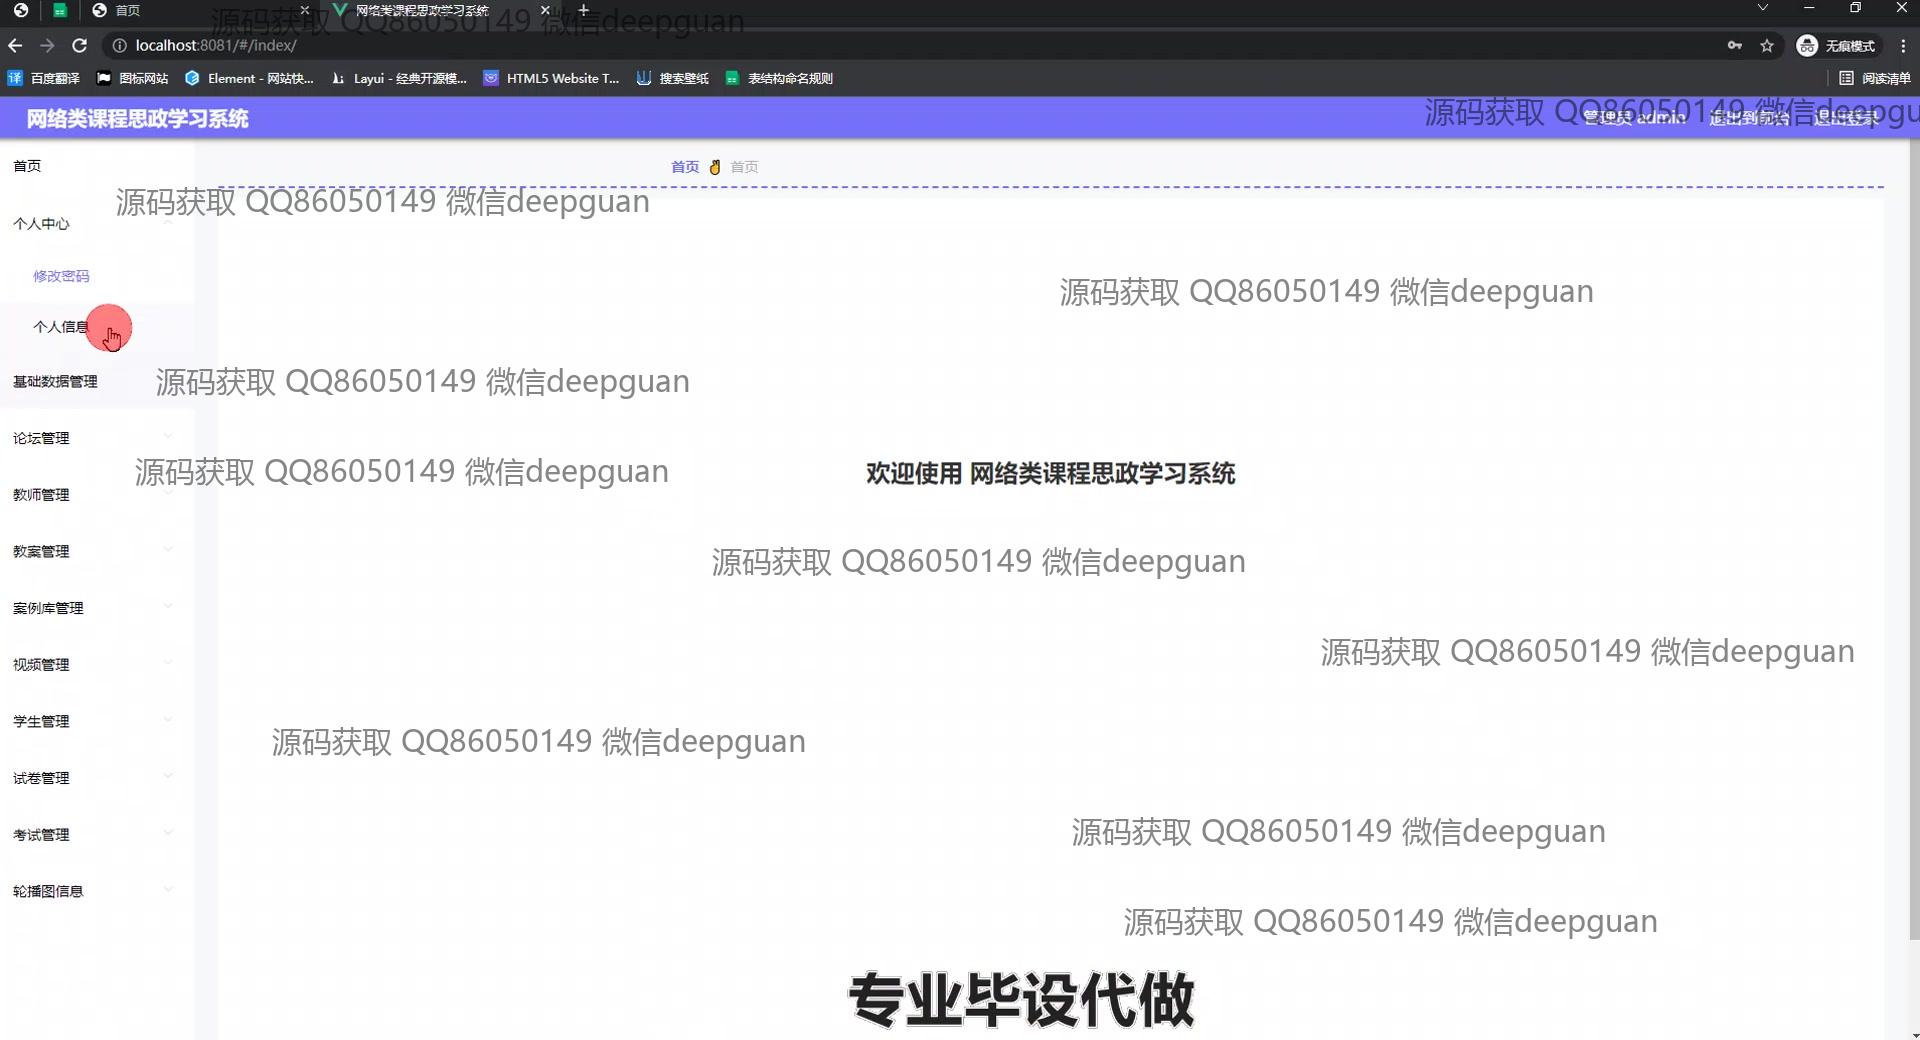 首页
网络类课程思政学习系统
源码获取 QQ86050149 微信deepguan
localhost:8081/#/index/
无痕模式
百度翻译
图标网站
Element - 网站快...
Layui - 经典开源模...
HTML5 Website T...
搜索壁纸
表结构命名规则
阅读清单
网络类课程思政学习系统
源码获取 QQ86050149 微信deepgu
管理员 admin
退出到前台
退出登录
首页
首页
首页
源码获取 QQ86050149 微信deepguan
个人中心
修改密码
源码获取 QQ86050149 微信deepguan
个人信息
基础数据管理
源码获取 QQ86050149 微信deepguan
论坛管理
源码获取 QQ86050149 微信deepguan
欢迎使用 网络类课程思政学习系统
教师管理
教案管理
源码获取 QQ86050149 微信deepguan
案例库管理
源码获取 QQ86050149 微信deepguan
视频管理
学生管理
源码获取 QQ86050149 微信deepguan
试卷管理
考试管理
源码获取 QQ86050149 微信deepguan
轮播图信息
源码获取 QQ86050149 微信deepguan
专业毕设代做